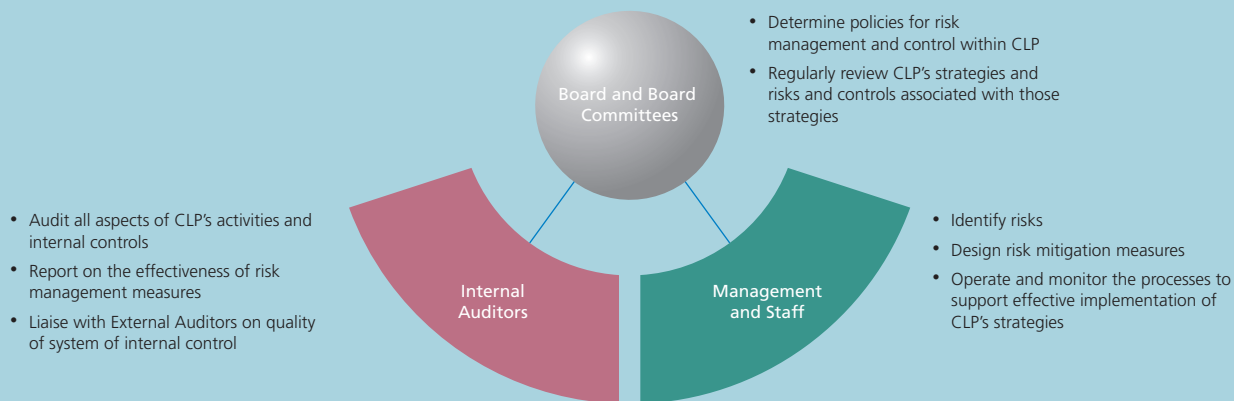 • Determine policies for risk
management and control within CLP
• Regularly review CLP's strategies and
risks and controls associated with those
strategies
Board and Board
Committees
• Audit all aspects of CLP's activities and
internal controls
• Report on the effectiveness of risk
management measures
• Liaise with External Auditors on quality
of system of internal control
Internal
Auditors
Management
and Staff
• Identify risks
• Design risk mitigation measures
• Operate and monitor the processes to
support effective implementation of
CLP's strategies